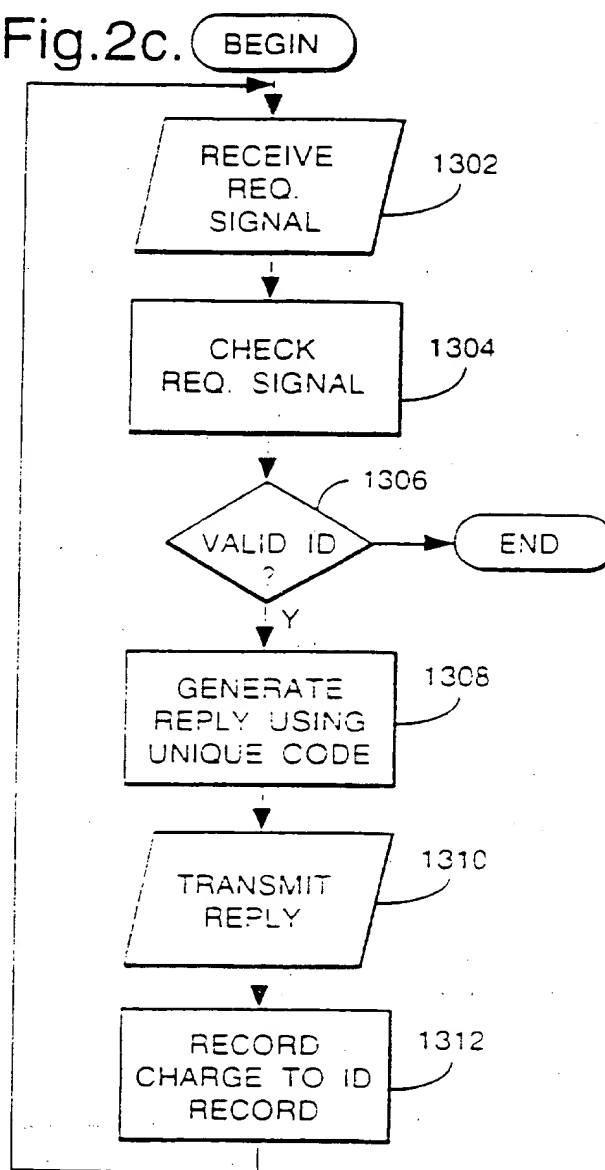 Fig.2c.
BEGIN
RECEIVE
REQ.
SIGNAL
1302
CHECK
REQ. SIGNAL
1304
1306
VALID ID
?
END
Y
GENERATE
REPLY USING
UNIQUE CODE
1308
TRANSMIT
REPLY
1310
RECORD
CHARGE TO ID
RECORD
1312